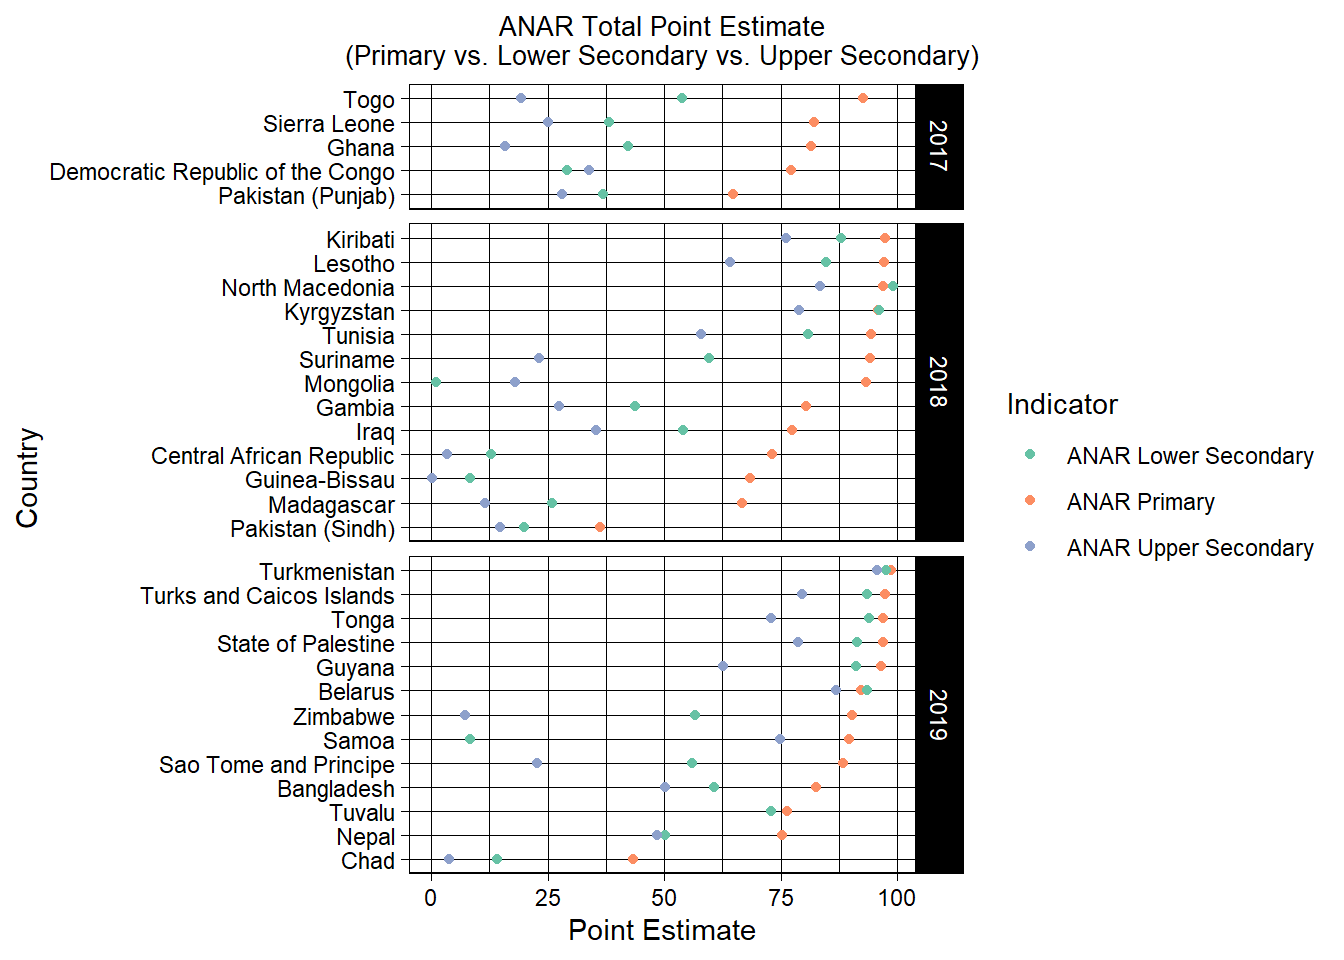 ANAR Total Point Estimate
(Primary vs. Lower Secondary vs. Upper Secondary)
Togo
Sierra Leone
Ghana
Democratic Republic of the Congo
Pakistan (Punjab)
2017
Kiribati
Lesotho
North Macedonia
Kyrgyzstan
Tunisia
Suriname
Mongolia
Gambia
Iraq
Central African Republic
Guinea-Bissau
Madagascar
Pakistan (Sindh)
2018
Turkmenistan
Turks and Caicos Islands
Tonga
State of Palestine
Guyana
Belarus
Zimbabwe
Samoa
Sao Tome and Principe
Bangladesh
Tuvalu
Nepal
Chad
2019
0 25 50 75 100
Point Estimate
Country
Indicator
ANAR Lower Secondary
ANAR Primary
ANAR Upper Secondary